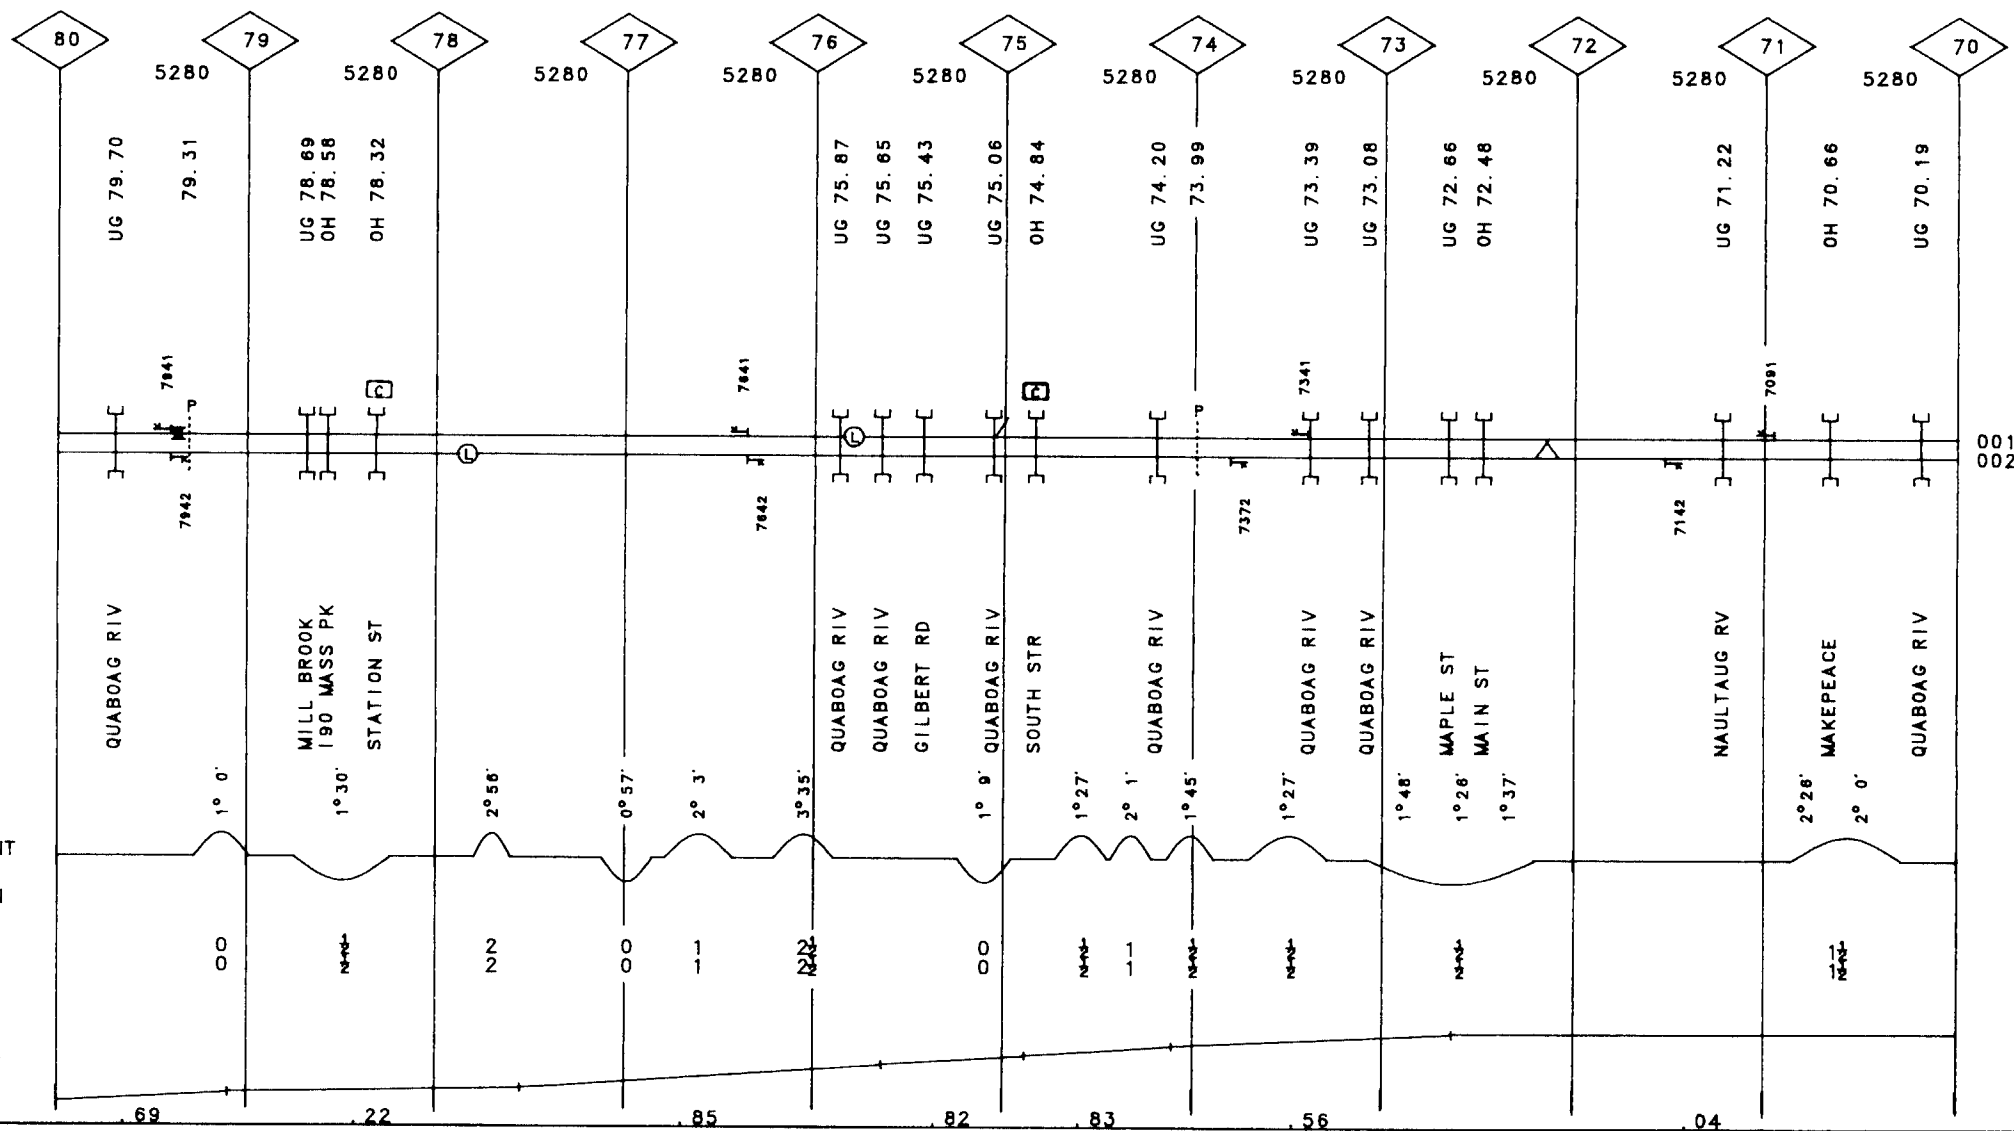 80 79 78 77 76 75 74 73 72 71 70
5280 5280 5280 5280 5280 5280 5280 5280 5280 5280
UG 79.70
79.31
UG 78.69
OH 78.58
OH 78.32
UG 75.87
UG 75.65
UG 75.43
UG 75.06
OH 74.84
UG 74.20
73.99
UG 73.39
UG 73.08
UG 72.66
OH 72.48
UG 71.22
OH 70.66
UG 70.19
7941
P
7641
P
7341
7091
L
L
001
002
7942
7642
7372
7142
QUABOAG RIV
MILL BROOK
I90 MASS PK
STATION ST
QUABOAG RIV
QUABOAG RIV
GILBERT RD
QUABOAG RIV
SOUTH STR
QUABOAG RIV
QUABOAG RIV
QUABOAG RIV
MAPLE ST
MAIN ST
NAULTAUG RV
MAKEPEACE
QUABOAG RIV
1° 0'
1°30'
2°56'
0°57'
2° 3'
3°35'
1° 9'
1°27'
2° 1'
1°45'
1°27'
1°48'
1°26'
1°37'
2°26'
2° 0'
0 2 0 1 0 1
0 2 0 1 0 1
.69 .22 .85 .82 .83 .56 .04